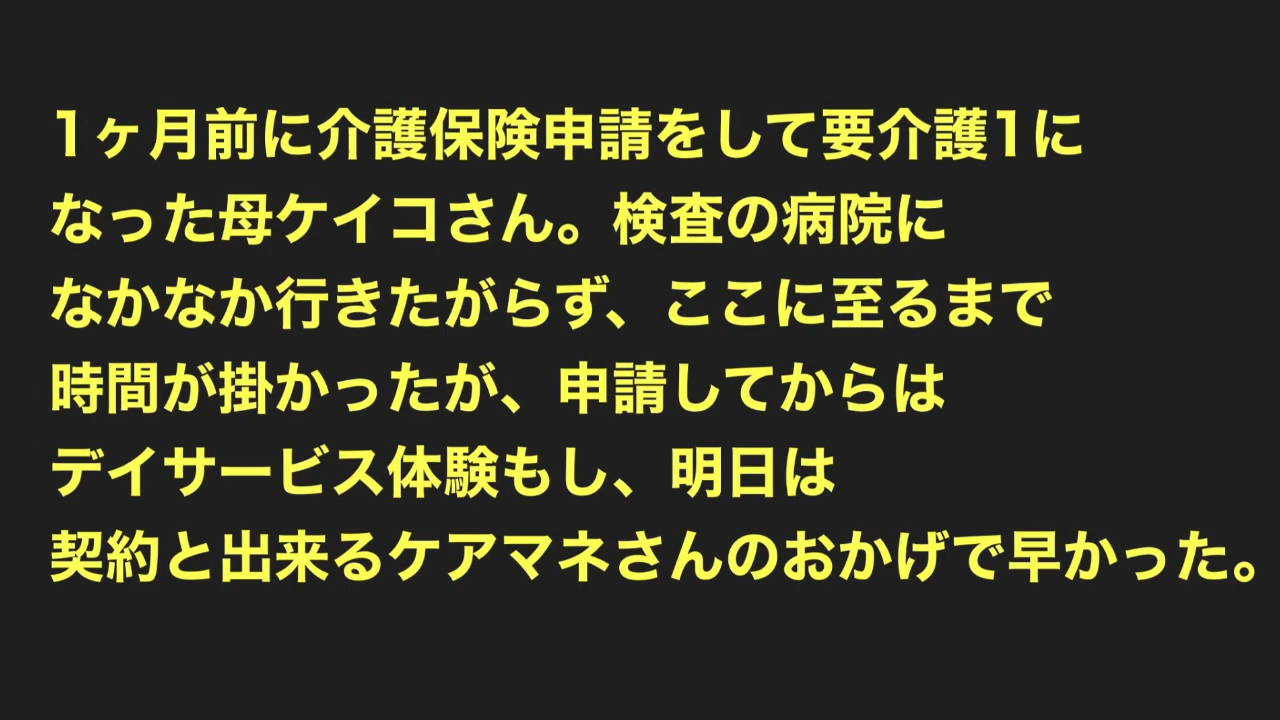 1ヶ月前に介護保険申請をして要介護1に
なった母ケイコさん。検査の病院に
なかなか行きたがらず、ここに至るまで
時間が掛かったが、申請してからは
デイサービス体験もし、明日は
契約と出来るケアマネさんのおかげで早かった。